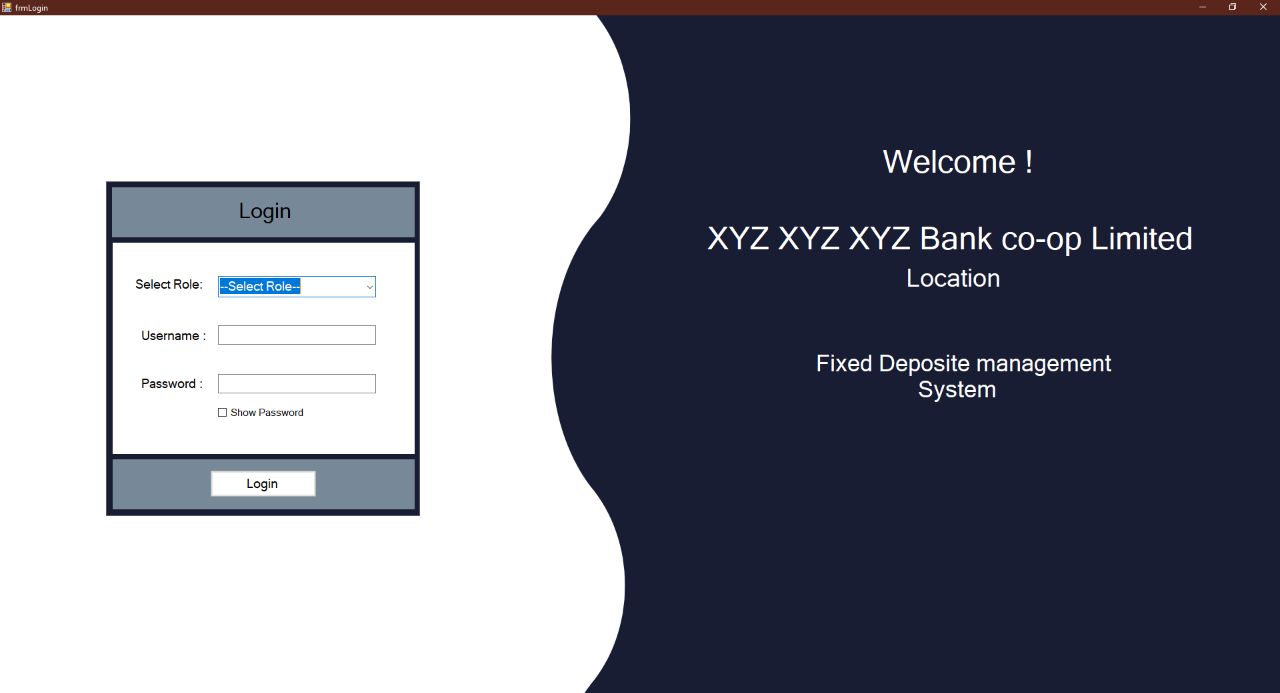 frmLogin
Login
Select Role:
--Select Role--
Username :
Password :
Show Password
Login
Welcome !
XYZ XYZ XYZ Bank co-op Limited
Location
Fixed Deposite management
System